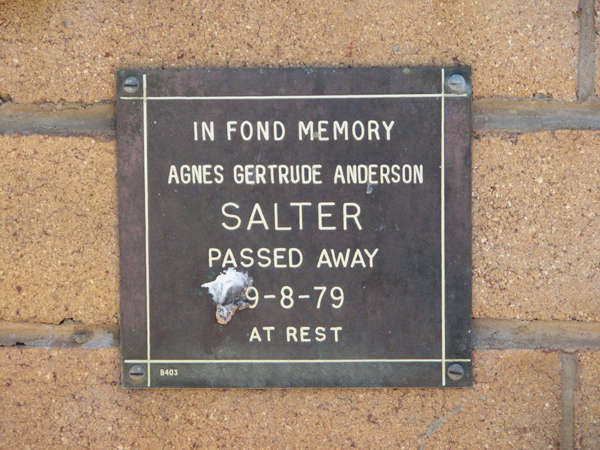 IN FOND MEMORY
AGNES GERTRUDE ANDERSON
SALTER
PASSED AWAY
9-8-79
AT REST
B403